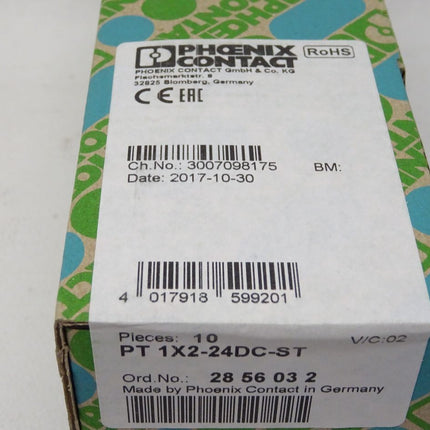 PHŒNIX
CONTACT
RoHS
PHOENIX CONTACT GmbH & Co. KG
Flachsmarktstr. 8
32825 Blomberg, Germany
CE EAC
Ch.No.: 3007098175
BM:
Date: 2017-10-30
4 017918 599201
Pieces: 10
V/C:02
PT 1X2-24DC-ST
Ord.No.: 28 56 03 2
Made by Phoenix Contact in Germany